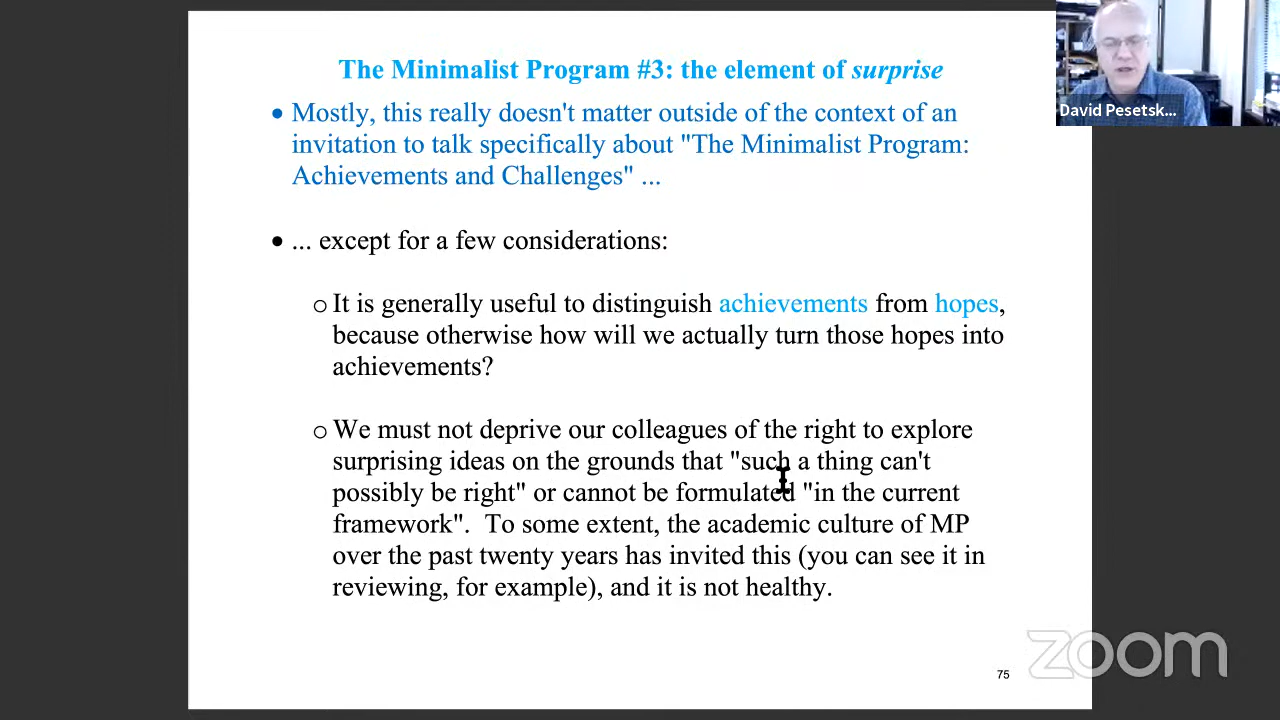 The Minimalist Program #3: the element of surprise
• Mostly, this really doesn't matter outside of the context of an
invitation to talk specifically about "The Minimalist Program:
Achievements and Challenges" ...
• ... except for a few considerations:
o It is generally useful to distinguish achievements from hopes,
because otherwise how will we actually turn those hopes into
achievements?
o We must not deprive our colleagues of the right to explore
surprising ideas on the grounds that "such a thing can't
possibly be right" or cannot be formulated "in the current
framework".  To some extent, the academic culture of MP
over the past twenty years has invited this (you can see it in
reviewing, for example), and it is not healthy.
75
David Pesetsk...
zoom